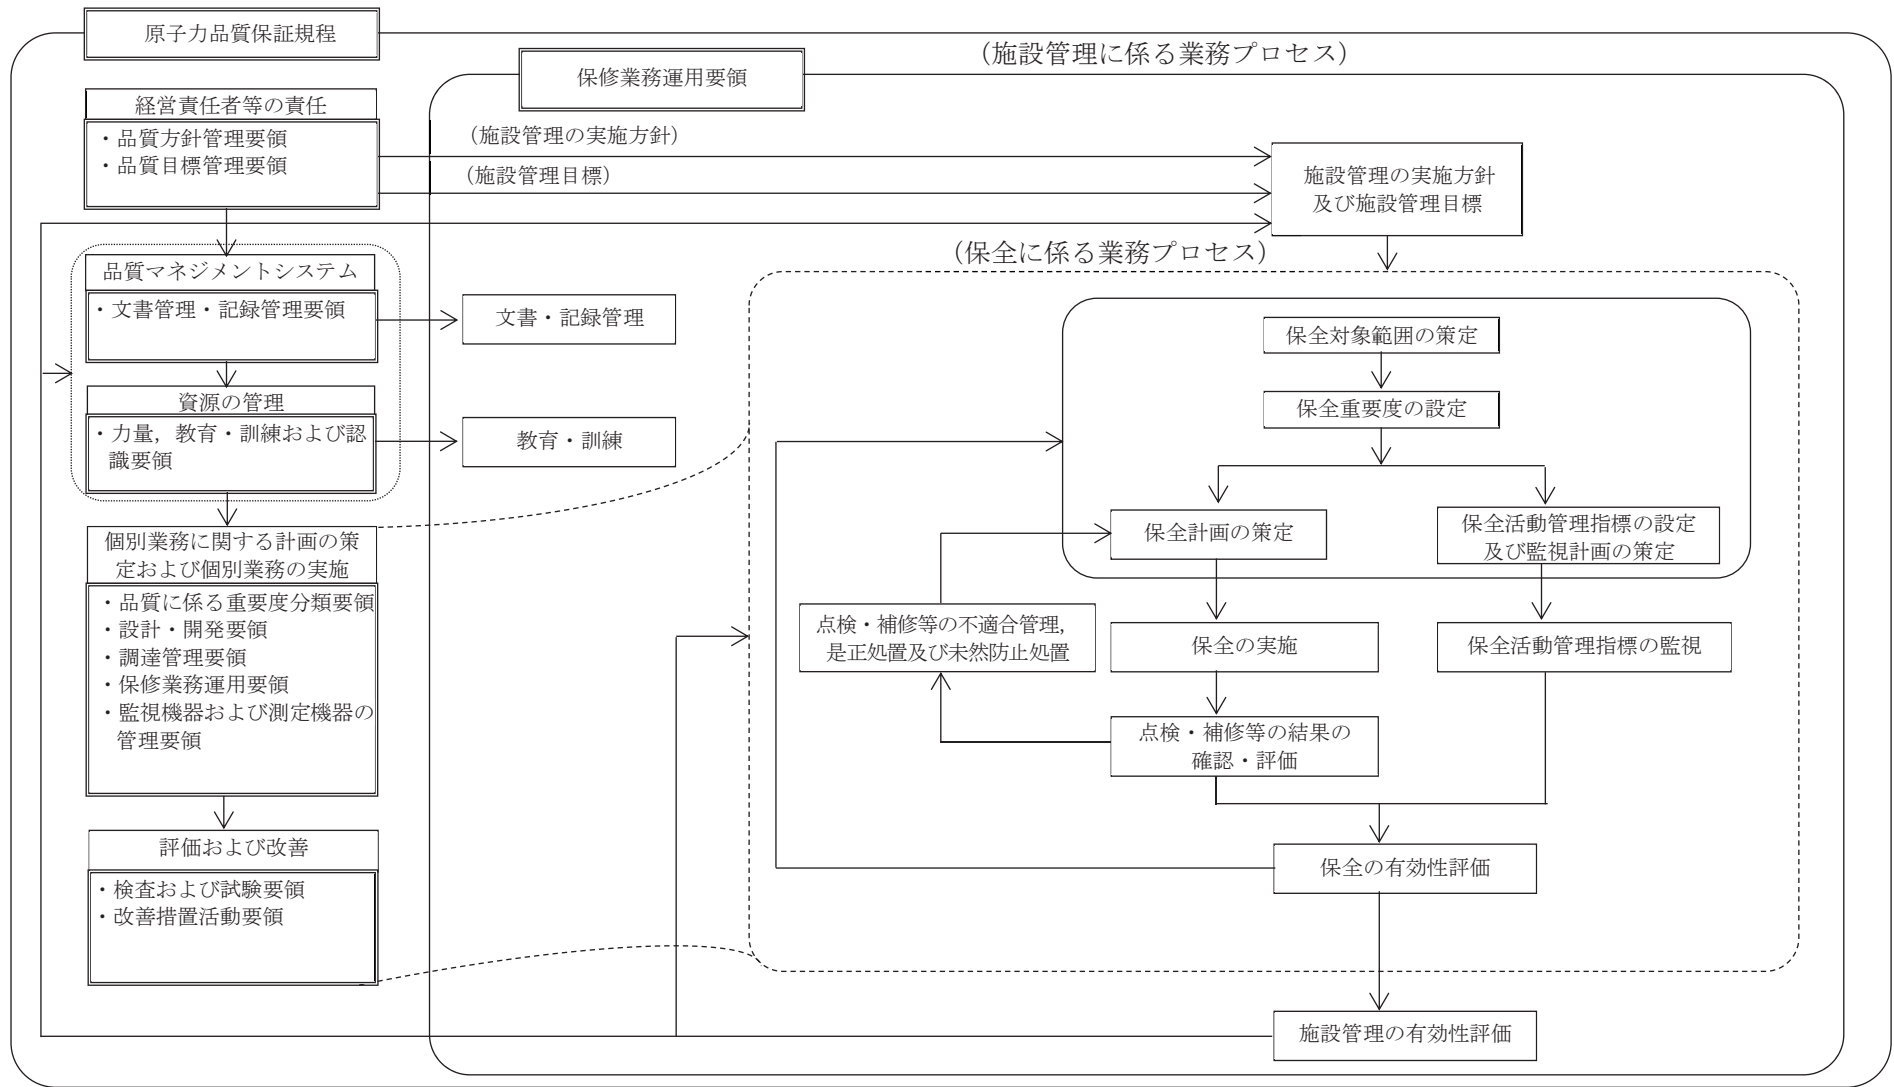 原子力品質保証規程
(施設管理に係る業務プロセス)
保修業務運用要領
経営責任者等の責任
・品質方針管理要領
・品質目標管理要領
(施設管理の実施方針)
(施設管理目標)
施設管理の実施方針
及び施設管理目標
(保全に係る業務プロセス)
品質マネジメントシステム
・文書管理・記録管理要領
文書・記録管理
資源の管理
・力量，教育・訓練および認
識要領
教育・訓練
個別業務に関する計画の策
定および個別業務の実施
・品質に係る重要度分類要領
・設計・開発要領
・調達管理要領
・保修業務運用要領
・監視機器および測定機器の
管理要領
評価および改善
・検査および試験要領
・改善措置活動要領
保全対象範囲の策定
保全重要度の設定
保全計画の策定
保全活動管理指標の設定
及び監視計画の策定
点検・補修等の不適合管理，
是正処置及び未然防止処置
保全の実施
保全活動管理指標の監視
点検・補修等の結果の
確認・評価
保全の有効性評価
施設管理の有効性評価